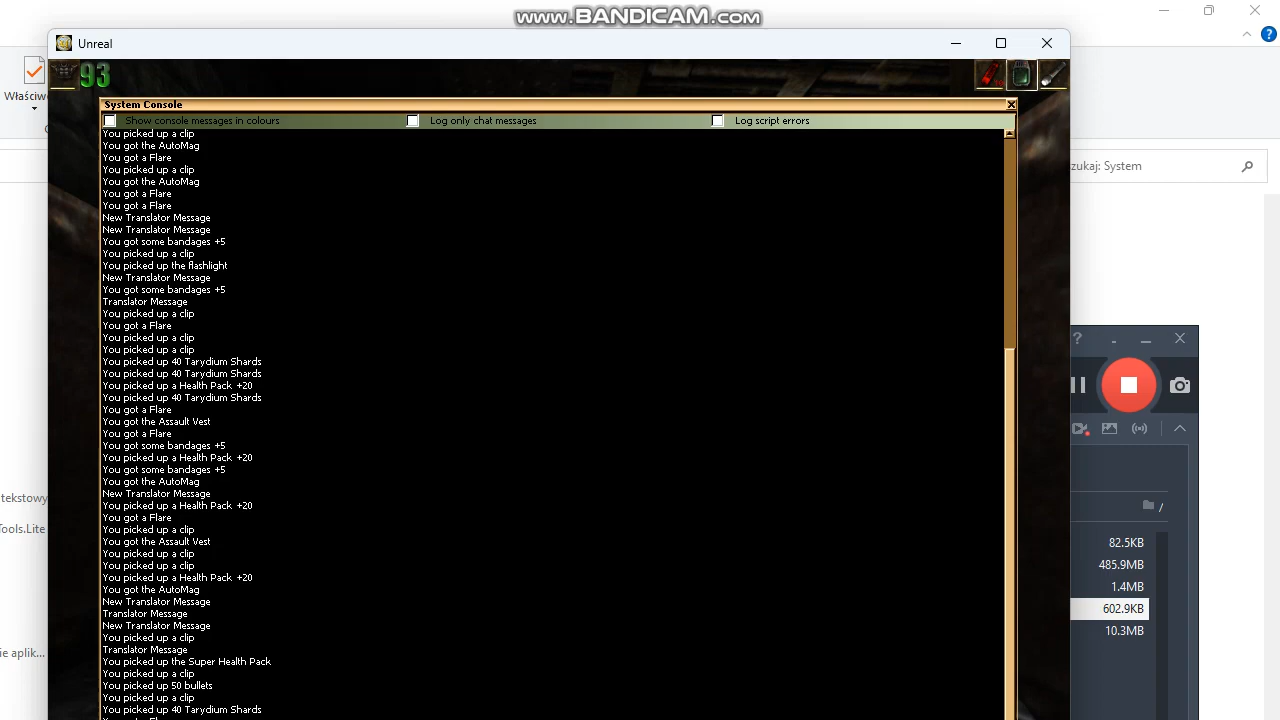 www.BANDICAM.com
Unreal
Właściw
93
System Console
Show console messages in colours
Log only chat messages
Log script errors
You picked up a clip
You got the AutoMag
You got a Flare
You picked up a clip
You got the AutoMag
You got a Flare
You got a Flare
New Translator Message
New Translator Message
You got some bandages +5
You picked up a clip
You picked up the flashlight
New Translator Message
You got some bandages +5
Translator Message
You picked up a clip
You got a Flare
You picked up a clip
You picked up a clip
You picked up 40 Tarydium Shards
You picked up 40 Tarydium Shards
You picked up a Health Pack +20
You picked up 40 Tarydium Shards
You got a Flare
You got the Assault Vest
You got a Flare
You got some bandages +5
You picked up a Health Pack +20
You got some bandages +5
You got the AutoMag
New Translator Message
You picked up a Health Pack +20
You got a Flare
You picked up a clip
You got the Assault Vest
You picked up a clip
You picked up a clip
You picked up a Health Pack +20
You got the AutoMag
New Translator Message
Translator Message
New Translator Message
You picked up a clip
Translator Message
You picked up the Super Health Pack
You picked up a clip
You picked up 50 bullets
You picked up a clip
You picked up 40 Tarydium Shards
zukaj: System
tekstowy
ools.Lite
ie aplik...
?
?
/
82.5KB
485.9MB
1.4MB
602.9KB
10.3MB